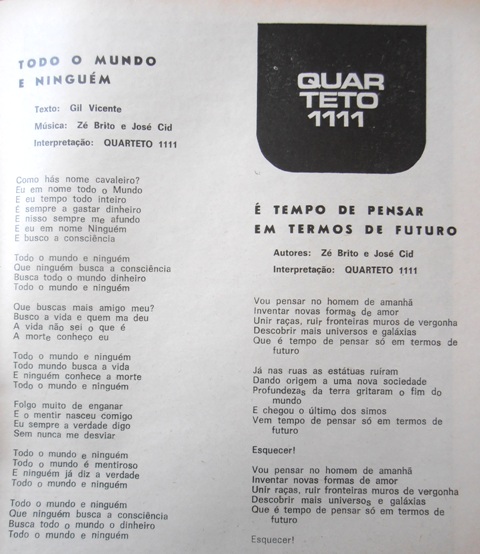 TODO O MUNDO
E NINGUÉM
Texto: Gil Vicente
Música: Zé Brito e José Cid
Interpretação: QUARTETO 1111
Como hás nome cavaleiro?
Eu em nome todo o Mundo
E eu tempo todo inteiro
É sempre a gastar dinheiro
E nisso sempre me afundo
E eu em nome Ninguém
E busco a consciência
Todo o mundo e ninguém
Que ninguém busca a consciência
Busca todo o mundo dinheiro
Todo o mundo e ninguém
Que buscas mais amigo meu?
Busco a vida e quem ma deu
A vida não sei o que é
A morte conheço eu
Todo o mundo e ninguém
Todo mundo busca a vida
E ninguém conhece a morte
Todo o mundo e ninguém
Folgo muito de enganar
E o mentir nasceu comigo
Eu sempre a verdade digo
Sem nunca me desviar
Todo o mundo e ninguém
Todo o mundo é mentiroso
E ninguém já diz a verdade
Todo o mundo e ninguém
Todo o mundo e ninguém
Que ninguém busca a consciência
Busca todo o mundo o dinheiro
Todo o mundo e ninguém
QUAR
TETO
1111
É TEMPO DE PENSAR
EM TERMOS DE FUTURO
Autores: Zé Brito e José Cid
Interpretação: QUARTETO 1111
Vou pensar no homem de amanhã
Inventar novas formas de amor
Unir raças, ruir fronteiras muros de vergonha
Descobrir mais universos e galáxias
Que é tempo de pensar só em termos de
futuro
Já nas ruas as estátuas ruíram
Dando origem a uma nova sociedade
Profundezas da terra gritaram o fim do
mundo
E chegou o último dos simos
Vem tempo de pensar só em termos de
futuro
Esquecer!
Vou pensar no homem de amanhã
Inventar novas formas de amor
Unir raças, ruir fronteiras muros de vergonha
Descobrir mais universos e galáxias
Que é tempo de pensar só em termos de
futuro
Esquecer!